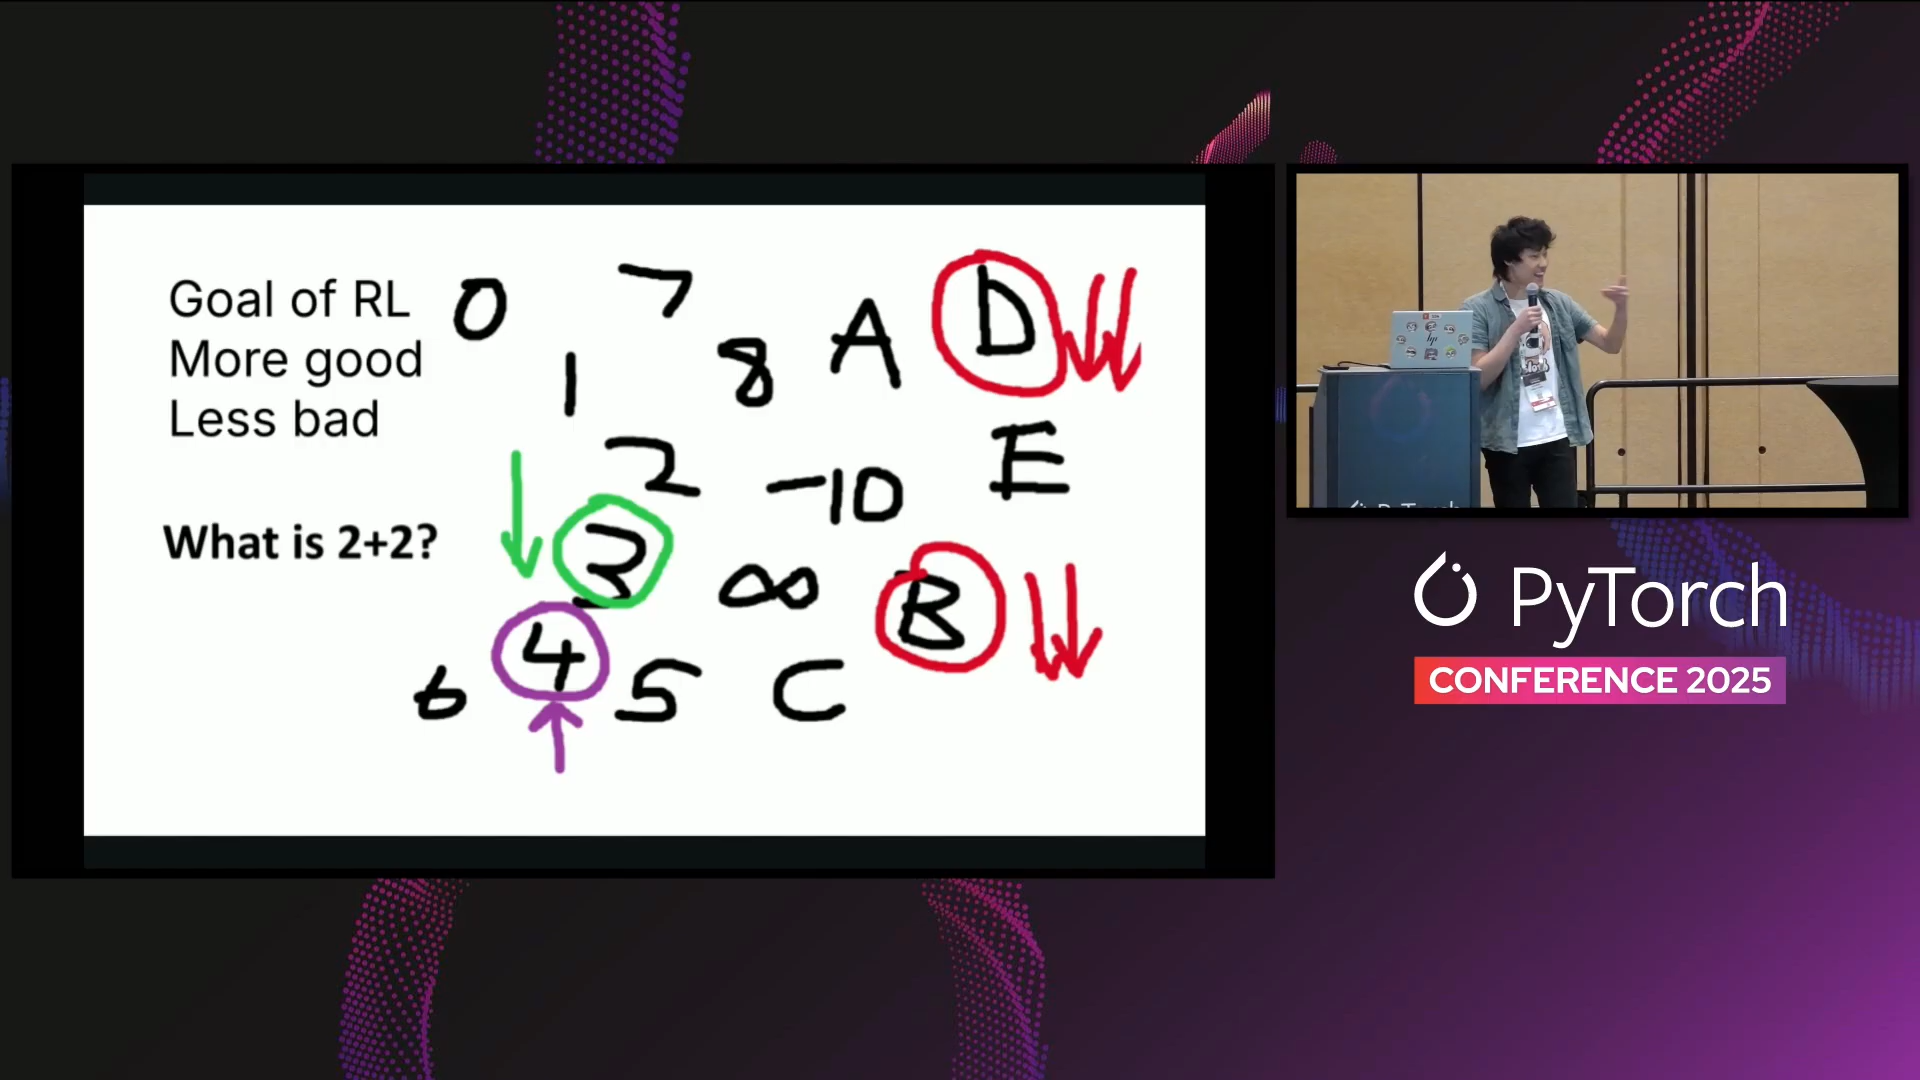 Goal of RL
More good
Less bad
What is 2+2?
0
7
1
8
A
D
2
-10
E
3
∞
B
6
4
5
C
PyTorch
CONFERENCE 2025